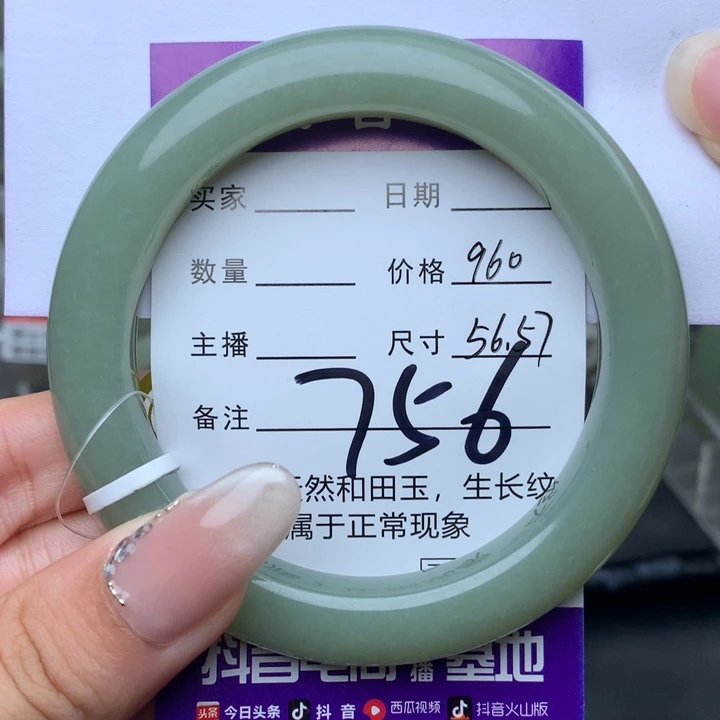 买家 日期
数量 价格 960
主播 尺寸 56.57
备注 756
天然和田玉，生长纹
属于正常现象
抖音电商 播 基地
头条 今日头条 抖音 西瓜视频 抖音火山版